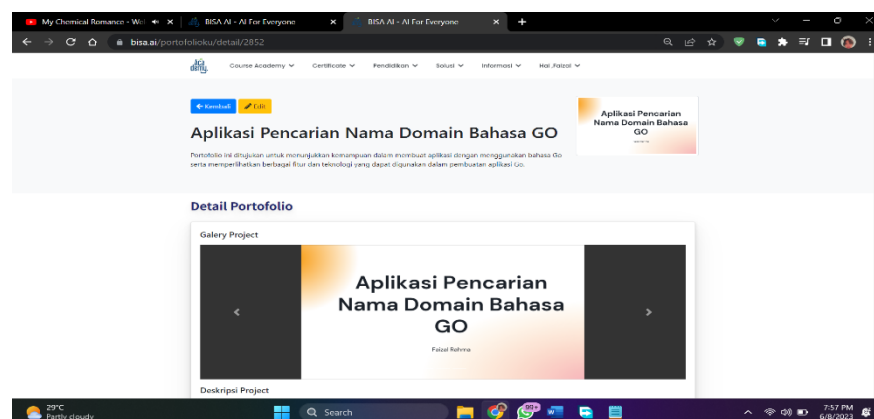 My Chemical Romance - Wel
BISA AI - AI For Everyone
BISA AI - AI For Everyone
bisa.ai/portofolioku/detail/2852
Course Academy
Certificate
Pendidikan
Solusi
Informasi
Hai ,Faizal
Kembali
Edit
Aplikasi Pencarian Nama Domain Bahasa GO
Portofolio ini ditujukan untuk menunjukkan kemampuan dalam membuat aplikasi dengan menggunakan bahasa Go
serta memperlihatkan berbagai fitur dan teknologi yang dapat digunakan dalam pembuatan aplikasi Go.
Aplikasi Pencarian
Nama Domain Bahasa
GO
Detail Portofolio
Galery Project
Aplikasi Pencarian
Nama Domain Bahasa
GO
Faizal Rahma
Deskripsi Project
29°C
Partly cloudy
Search
99+
7:57 PM
6/8/2023